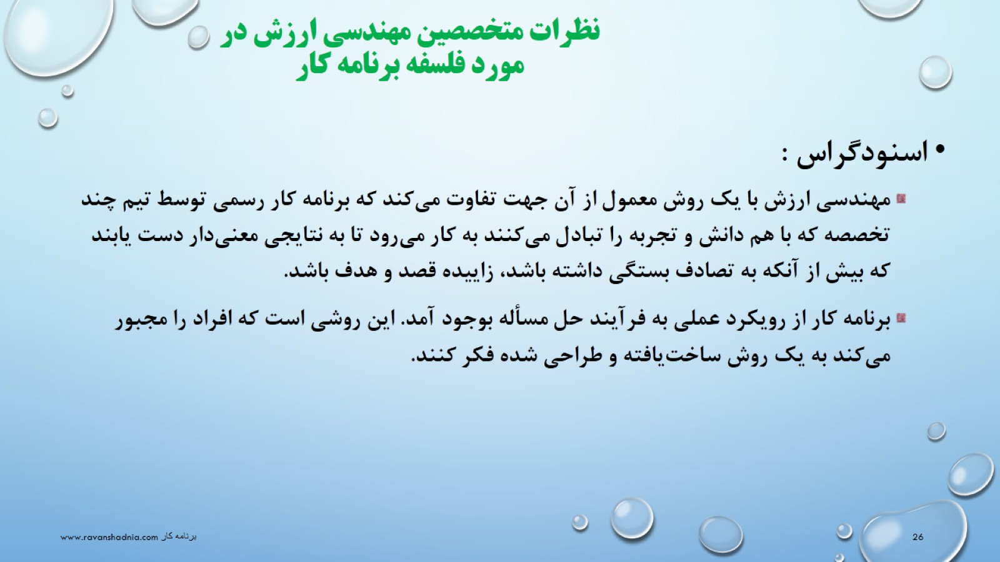 نظرات متخصصین مهندسی ارزش در
مورد فلسفه برنامه کار
• اسنودگراس :
مهندسی ارزش با یک روش معمول از آن جهت تفاوت می‌کند که برنامه کار رسمی توسط تیم چند
تخصصه که با هم دانش و تجربه را تبادل می‌کنند به کار می‌رود تا به نتایجی معنی‌دار دست یابند
که بیش از آنکه به تصادف بستگی داشته باشد، زاییده قصد و هدف باشد.
برنامه کار از رویکرد عملی به فرآیند حل مسأله بوجود آمد. این روشی است که افراد را مجبور
می‌کند به یک روش ساخت‌یافته و طراحی شده فکر کنند.
برنامه کار www.ravanshadnia.com
26